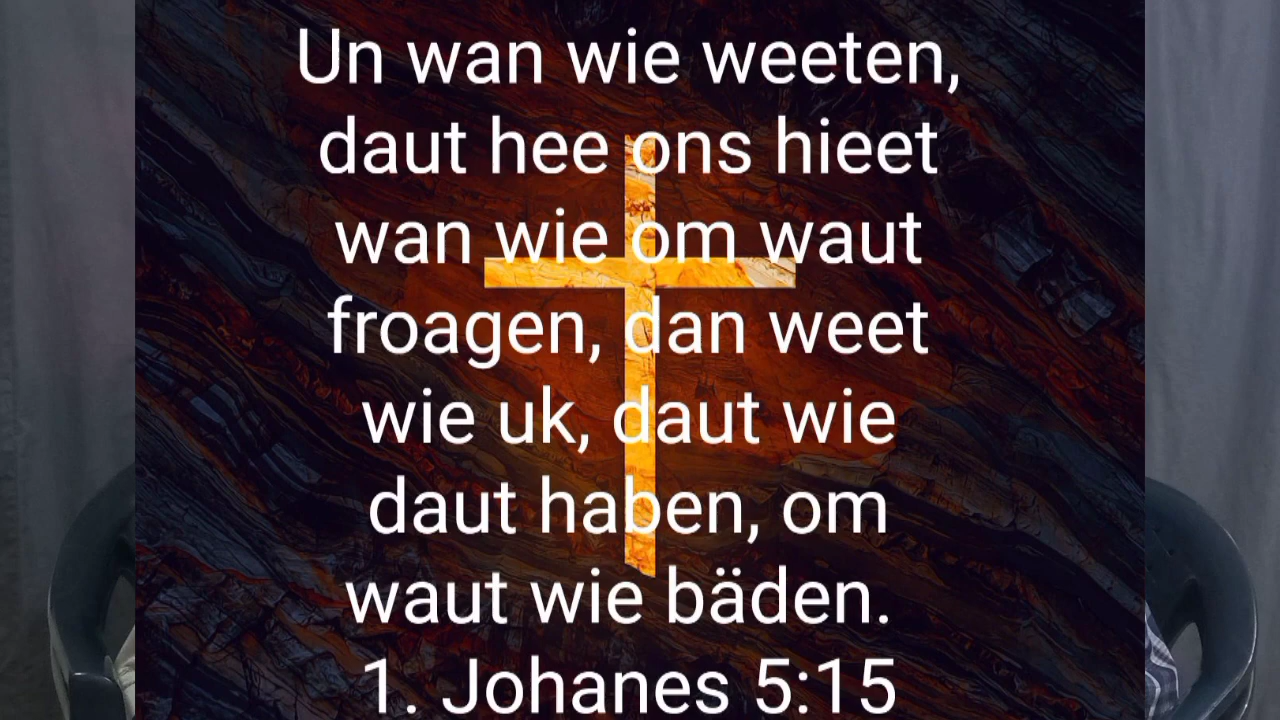 Un wan wie weeten,
daut hee ons hieet
wan wie om waut
froagen, dan weet
wie uk, daut wie
daut haben, om
waut wie bäden.
1. Johanes 5:15